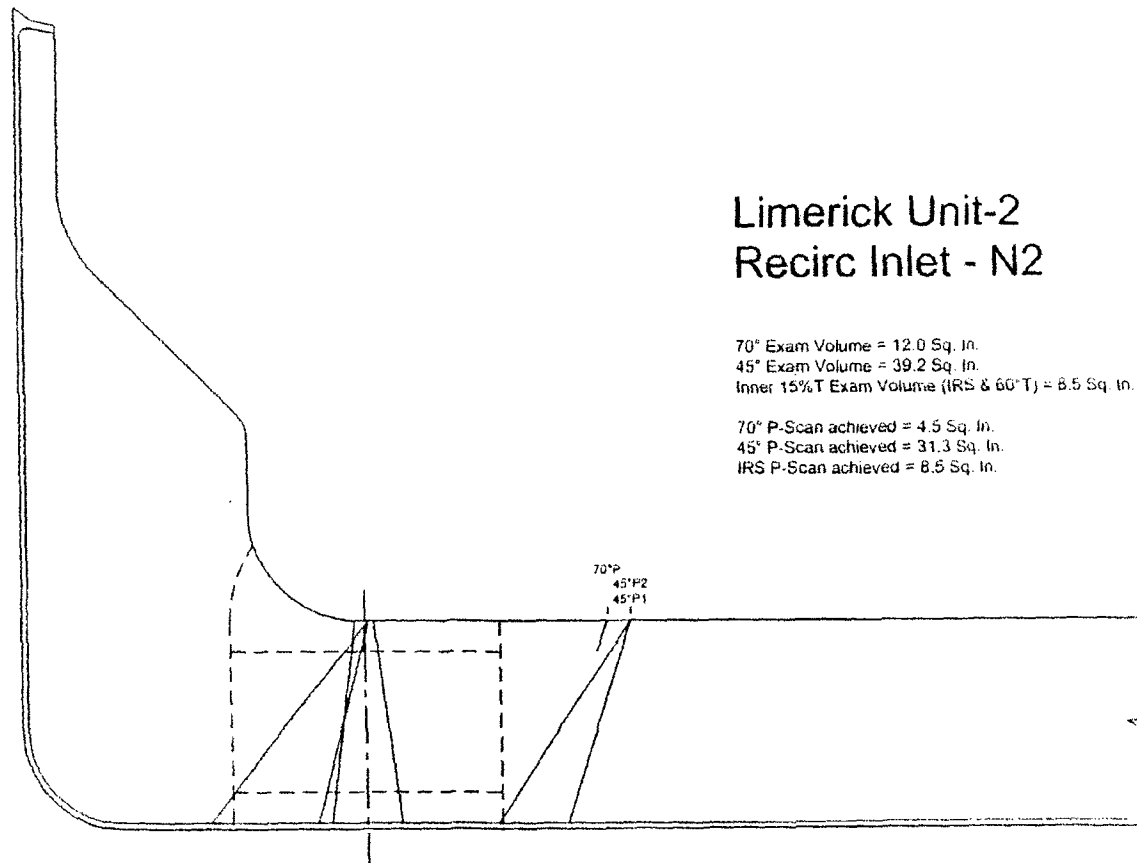 Limerick Unit-2
Recirc Inlet - N2
70° Exam Volume = 12.0 Sq. In.
45° Exam Volume = 39.2 Sq. In.
Inner 15%T Exam Volume (IRS & 60°T) = 8.5 Sq. In.
70° P-Scan achieved = 4.5 Sq. In.
45° P-Scan achieved = 31.3 Sq. In.
IRS P-Scan achieved = 8.5 Sq. In.
70°P
45°P2
45°P1